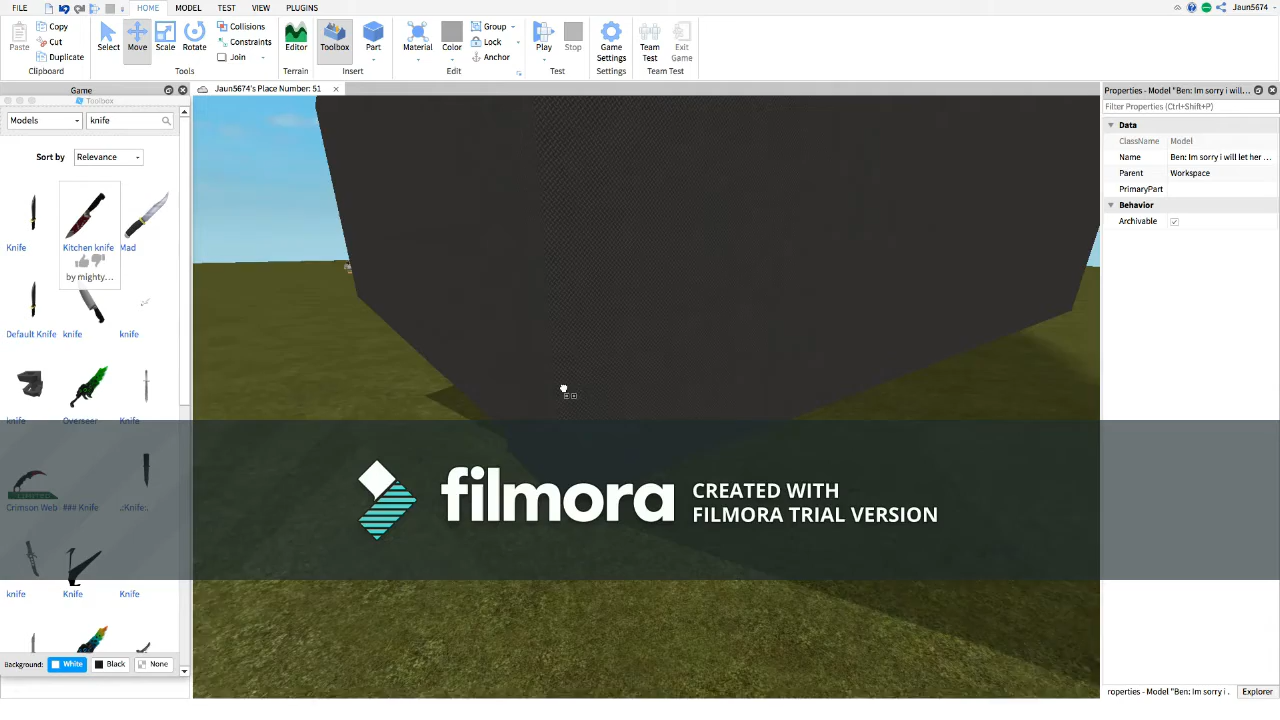 FILE HOME MODEL TEST VIEW PLUGINS Jaun5674
Paste Copy Cut Duplicate Select Move Scale Rotate Collisions Constraints Join Editor Toolbox Part Material Color Group Lock Anchor Play Stop Game Settings Team Test Exit Game
Clipboard Tools Terrain Insert Edit Test Settings Team Test
Game
Jaun5674's Place Number: 51
Properties - Model "Ben: Im sorry i will...
Toolbox
Filter Properties (Ctrl+Shift+P)
Models knife
Data
ClassName Model
Sort by Relevance
Name Ben: Im sorry i will let her ...
Parent Workspace
PrimaryPart
Behavior
Archivable
Knife Kitchen knife Mad
by mighty...
Default Knife knife knife
knife Overseer knife
filmora CREATED WITH
FILMORA TRIAL VERSION
LIMITED
Crimson Web ### Knife .:Knife:.
knife Knife Knife
Background: White Black None
roperties - Model "Ben: Im sorry i . Explorer